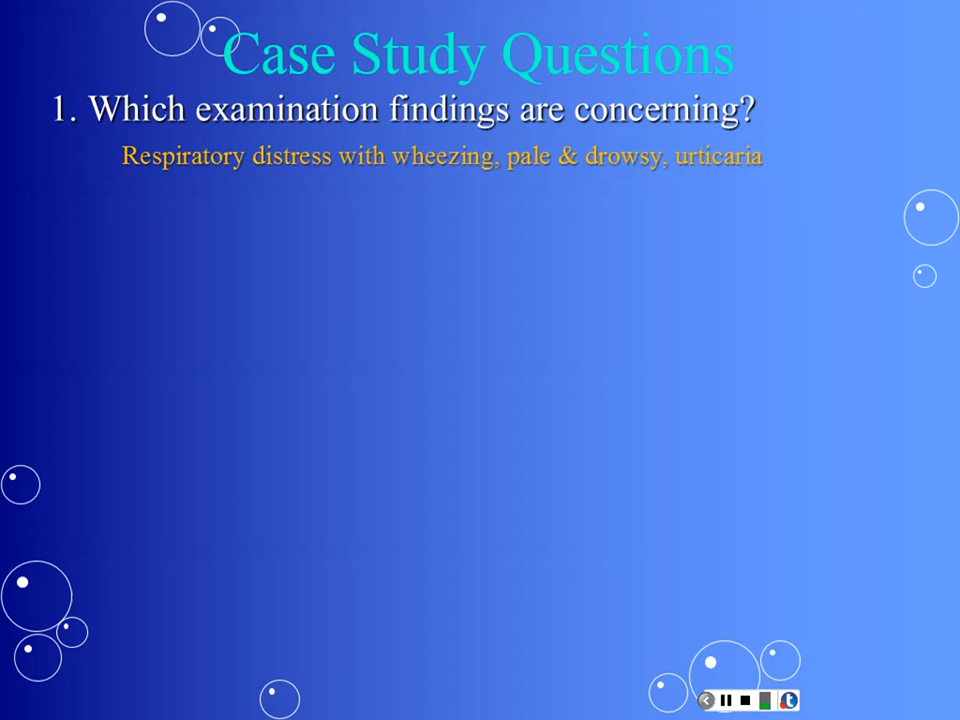 Case Study Questions
1. Which examination findings are concerning?
Respiratory distress with wheezing, pale & drowsy, urticaria